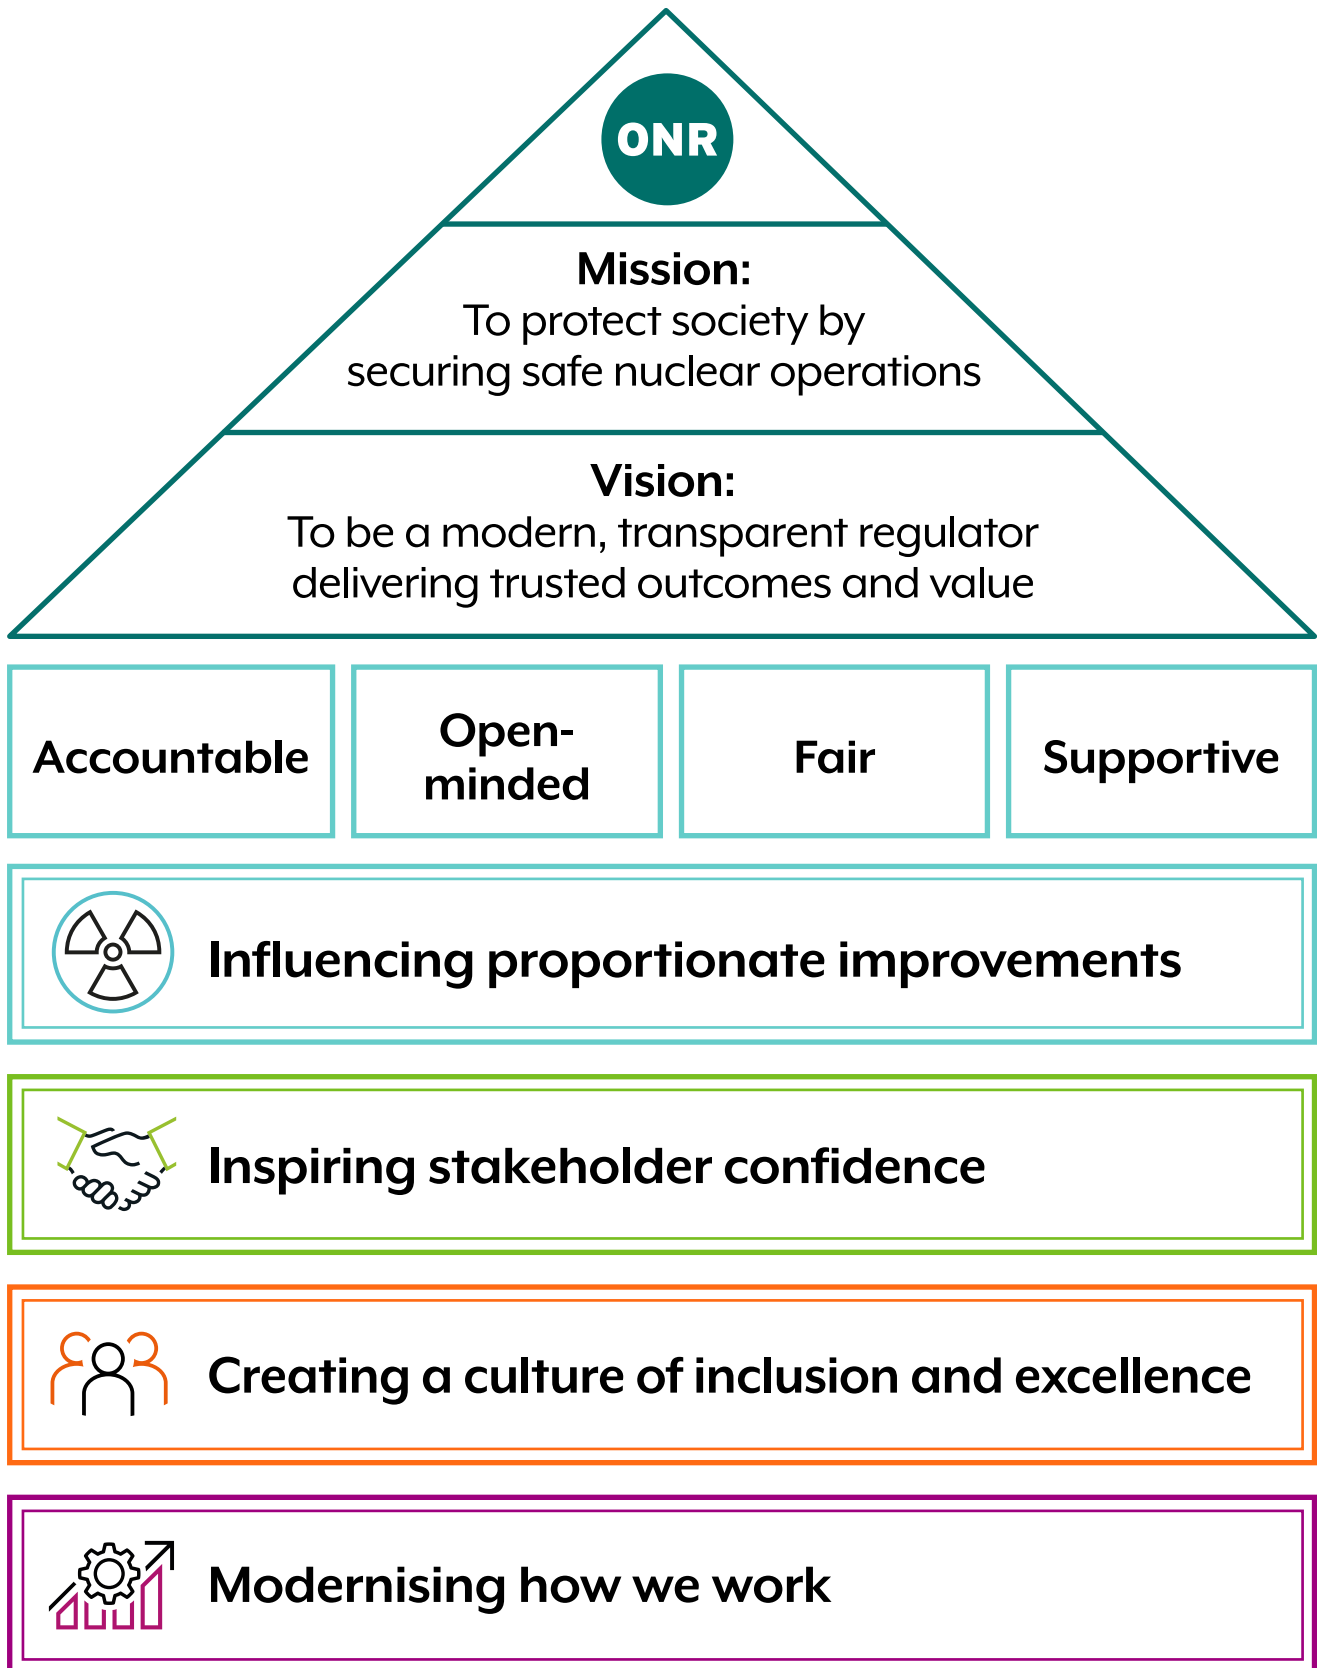 ONR
Mission:
To protect society by
securing safe nuclear operations
Vision:
To be a modern, transparent regulator
delivering trusted outcomes and value
Accountable
Open-
minded
Fair
Supportive
Influencing proportionate improvements
Inspiring stakeholder confidence
Creating a culture of inclusion and excellence
Modernising how we work